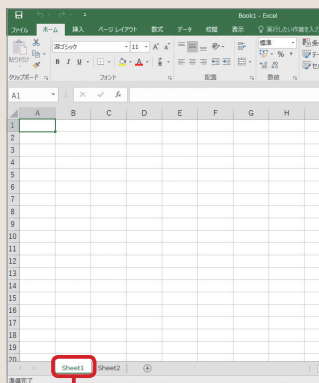 Book1 - Excel
ファイル ホーム 挿入 ページ レイアウト 数式 データ 校閲 表示 実行したい作業を入力
貼り付け
游ゴシック 11 A A 標準
B I U A % 
クリップボード フォント 配置 数値
A1 fx
A B C D E F G H
1
2
3
4
5
6
7
8
9
10
11
12
13
14
15
16
17
18
19
20
Sheet1 Sheet2
準備完了